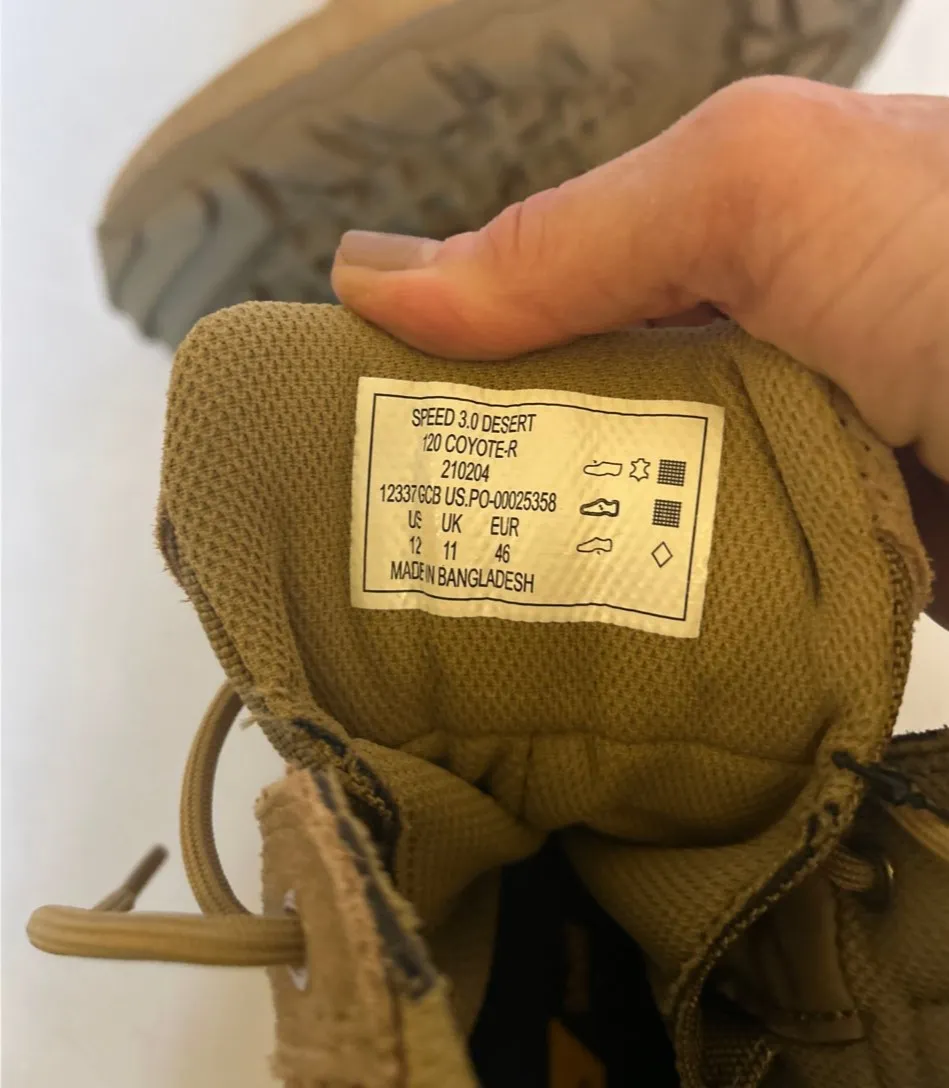 SPEED 3.0 DESERT
120 COYOTE-R
210204
12337GCB US.PO-00025358
US UK EUR
12 11 46
MADE IN BANGLADESH